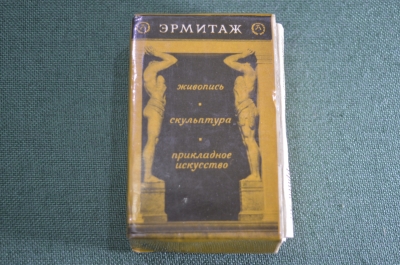 ЭРМИТАЖ
живопись
скульптура
прикладное
искусство